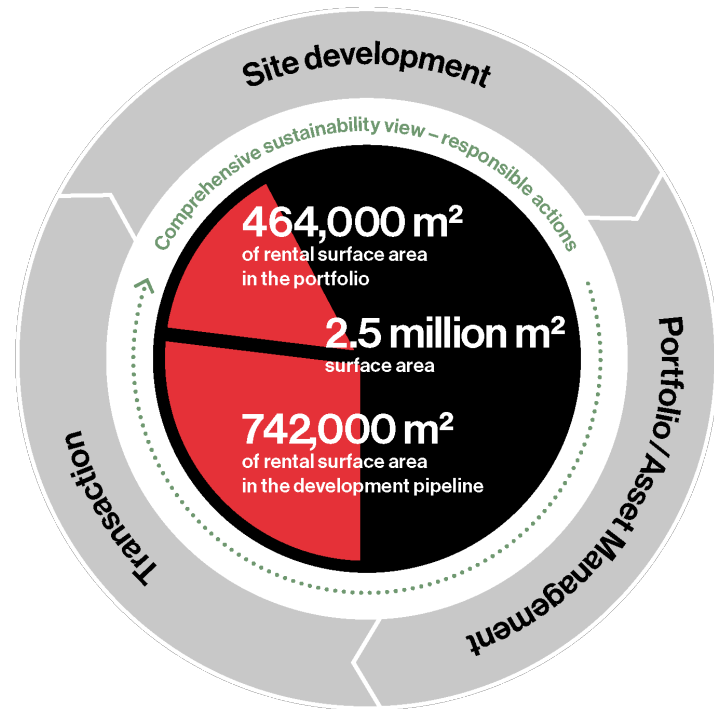 Site development
Comprehensive sustainability view – responsible actions
464,000 m²
of rental surface area
in the portfolio
2.5 million m²
surface area
742,000 m²
of rental surface area
in the development pipeline
Portfolio/Asset Management
Transaction